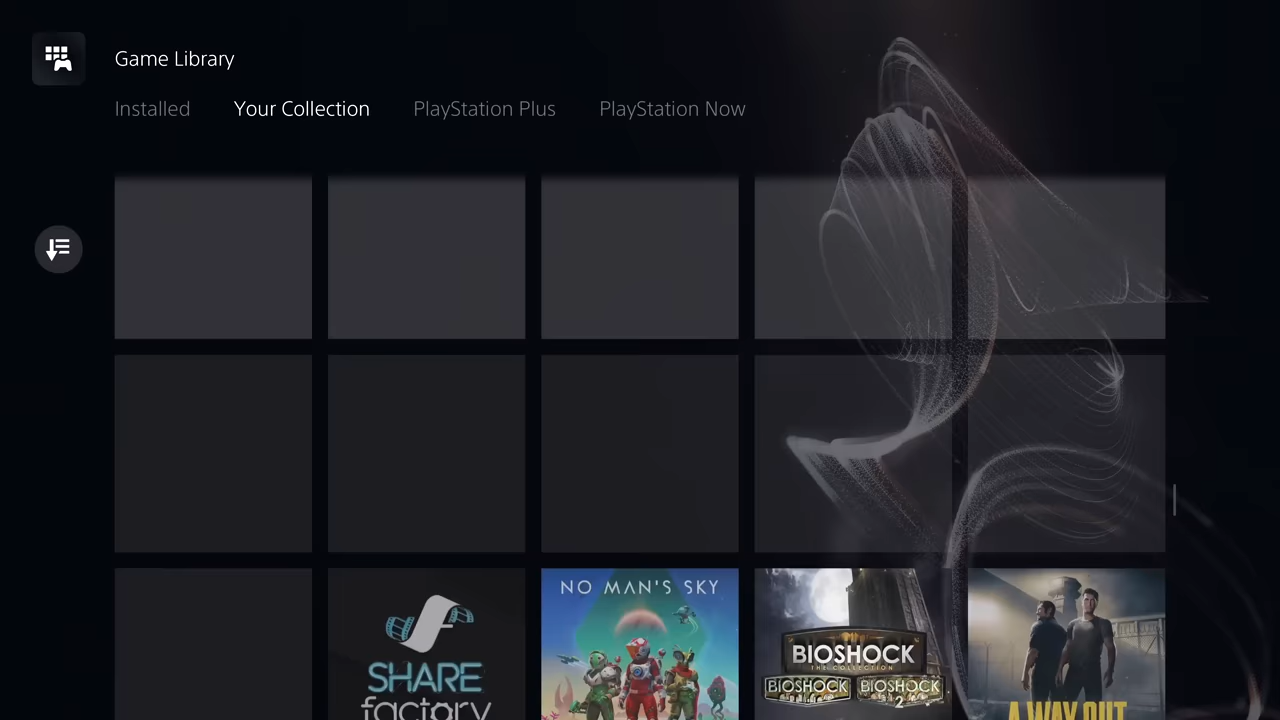 Game Library
Installed Your Collection PlayStation Plus PlayStation Now
SHARE
factory
NO MAN'S SKY
BIOSHOCK
THE COLLECTION
BIOSHOCK
BIOSHOCK
2
A WAY OUT